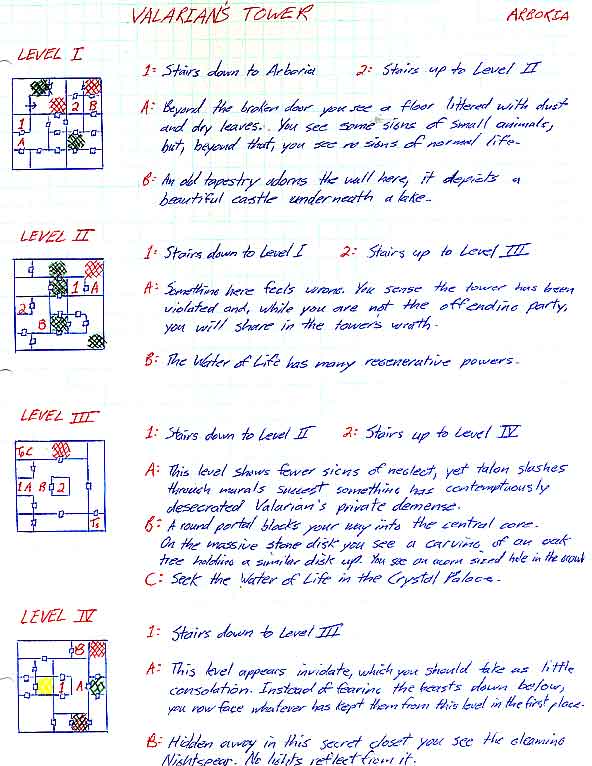 VALARIAN'S TOWER
ARBORIA
LEVEL I
1: Stairs down to Arboria 2: Stairs up to Level II
A: Beyond the broken door you see a floor littered with dust
and dry leaves. You see some signs of small animals,
but, beyond that, you see no signs of normal life.
B: An old tapestry adorns the wall here, it depicts a
beautiful castle underneath a lake.
2 B
1
A
LEVEL II
1: Stairs down to Level I 2: Stairs up to Level III
A: Something here feels wrong. You sense the tower has been
violated and, while you are not the offending party,
you will share in the tower's wrath.
B: The Water of Life has many regenerative powers.
1 A
2
B
LEVEL III
1: Stairs down to Level II 2: Stairs up to Level IV
A: This level shows fewer signs of neglect, yet talon slashes
through murals suggest something has contemptuously
desecrated Valarian's private demense.
B: A round portal blocks your way into the central core.
On the massive stone disk you see a carving of an oak
tree holding a similar disk up. You see an acorn sized hole in the
C: Seek the Water of Life in the Crystal Palace.
C
1 A B 2
LEVEL IV
1: Stairs down to Level III
A: This level appears inviolate, which you should take as little
consolation. Instead of fearing the beasts down below,
you now face whatever has kept them from this level in the first place.
B: Hidden away in this secret closet you see the gleaming
Nightspear. No lights reflect from it.
B
1 A